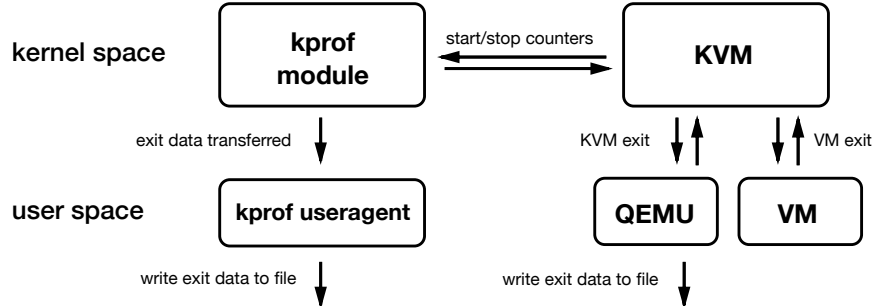 start/stop counters
kernel space
kprof
module
KVM
exit data transferred
KVM exit
VM exit
user space
kprof useragent
QEMU
VM
write exit data to file
write exit data to file